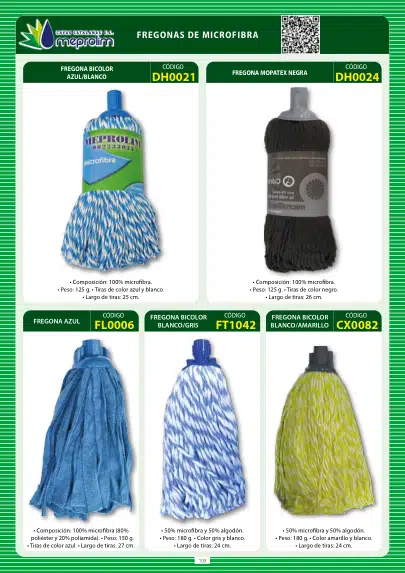 CAYAS CATALANAS S.L.
meprolim
FREGONAS DE MICROFIBRA
FREGONA BICOLOR
AZUL/BLANCO
CÓDIGO
DH0021
FREGONA MOPATEX NEGRA
CÓDIGO
DH0024
MEPROLIM
microfibra
• Composición: 100% microfibra.
• Peso: 125 g. • Tiras de color azul y blanco.
• Largo de tiras: 25 cm.
• Composición: 100% microfibra.
• Peso: 125 g. • Tiras de color negro.
• Largo de tiras: 26 cm.
FREGONA AZUL
CÓDIGO
FL0006
FREGONA BICOLOR
BLANCO/GRIS
CÓDIGO
FT1042
FREGONA BICOLOR
BLANCO/AMARILLO
CÓDIGO
CX0082
• Composición: 100% microfibra (80%
poliéster y 20% poliamida). • Peso: 150 g.
• Tiras de color azul. • Largo de tiras: 27 cm.
• 50% microfibra y 50% algodón.
• Peso: 180 g. • Color gris y blanco.
• Largo de tiras: 24 cm.
• 50% microfibra y 50% algodón.
• Peso: 180 g. • Color amarillo y blanco.
• Largo de tiras: 24 cm.
109